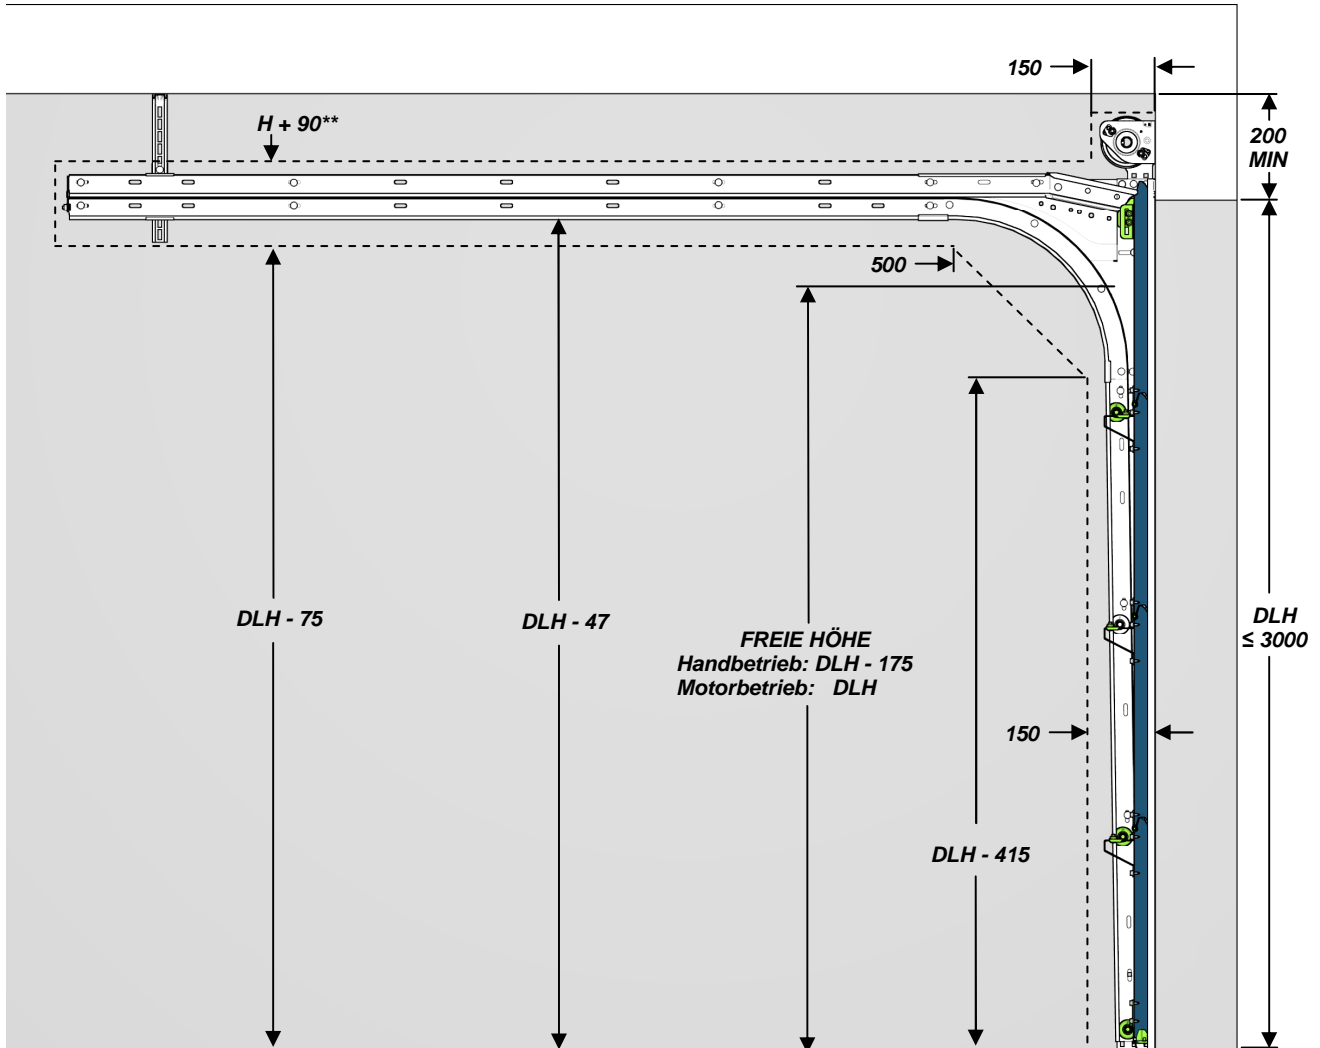 150
H + 90**
200
MIN
500
DLH - 75
DLH - 47
FREIE HÖHE
Handbetrieb: DLH - 175
Motorbetrieb: DLH
DLH
≤ 3000
150
DLH - 415